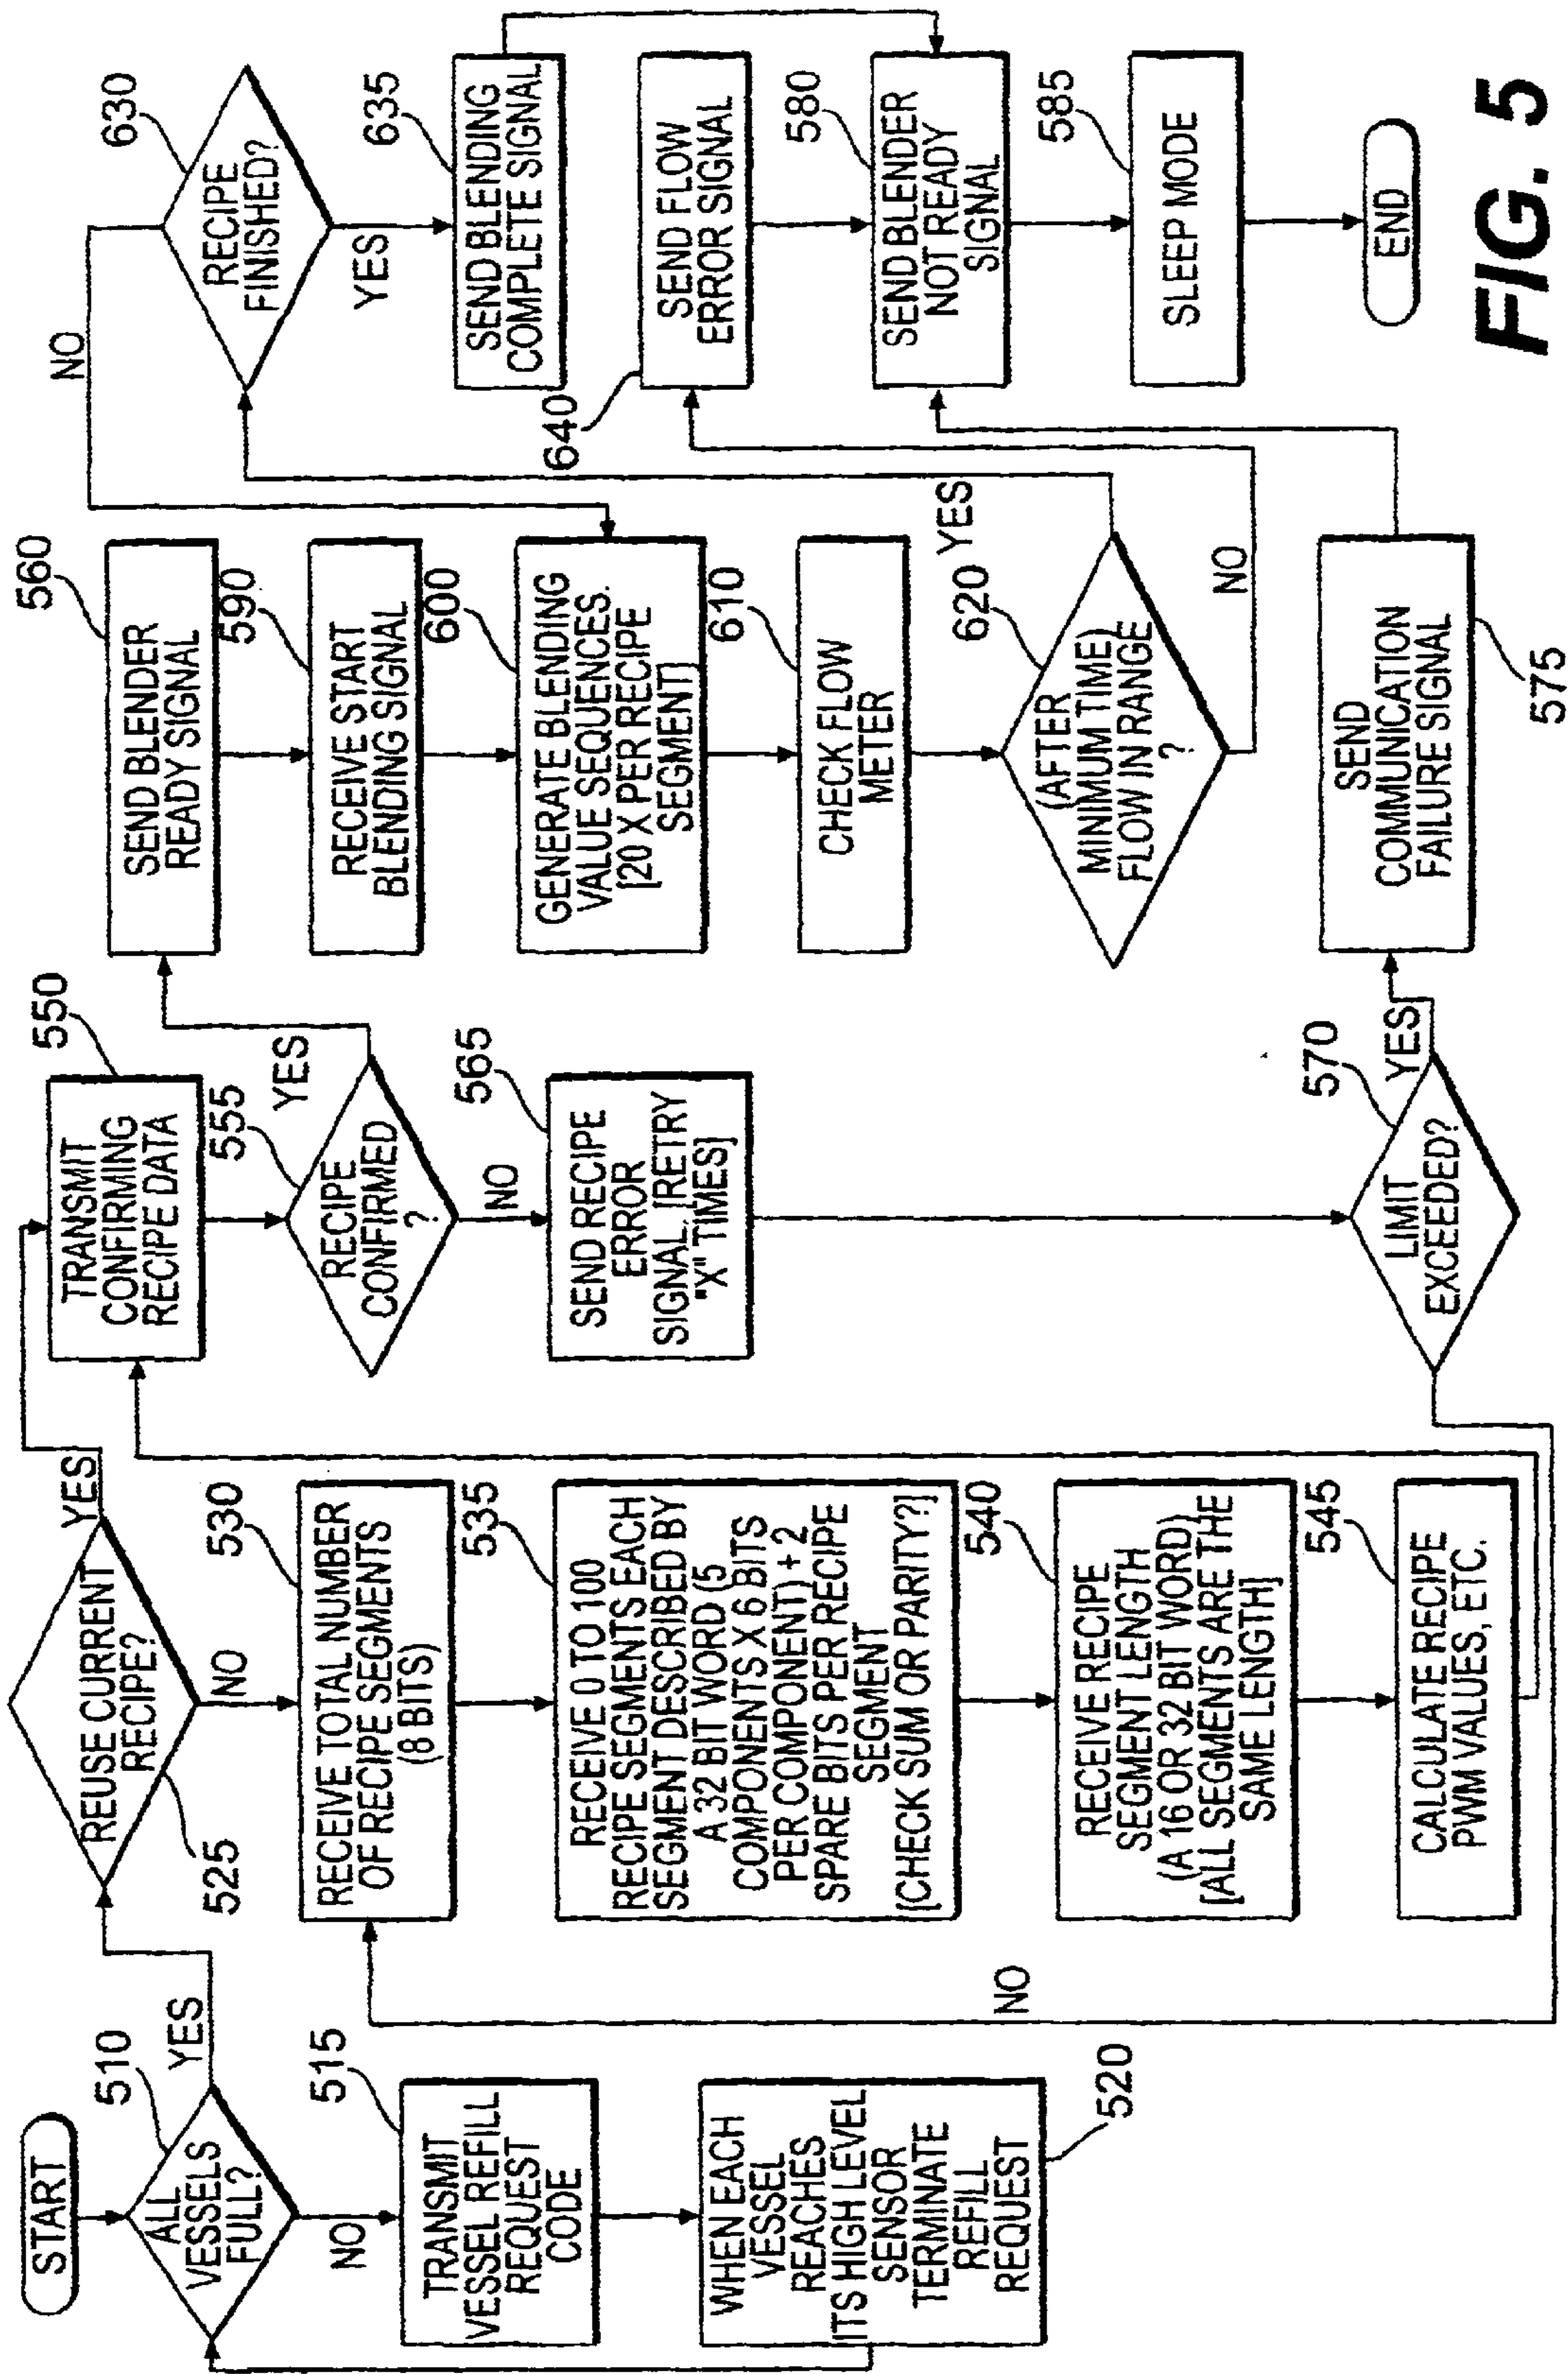 START
510
ALL
VESSELS
FULL?
YES
NO
515
TRANSMIT
VESSEL REFILL
REQUEST
CODE
WHEN EACH
VESSEL
REACHES
ITS HIGH LEVEL
SENSOR
TERMINATE
REFILL
REQUEST
520
REUSE CURRENT
RECIPE?
525
YES
NO
530
RECEIVE TOTAL NUMBER
OF RECIPE SEGMENTS
(8 BITS)
535
RECEIVE 0 TO 100
RECIPE SEGMENTS EACH
SEGMENT DESCRIBED BY
A 32 BIT WORD (5
COMPONENTS X 6 BITS
PER COMPONENT) + 2
SPARE BITS PER RECIPE
SEGMENT
[CHECK SUM OR PARITY?]
540
RECEIVE RECIPE
SEGMENT LENGTH
(A 16 OR 32 BIT WORD)
[ALL SEGMENTS ARE THE
SAME LENGTH]
545
CALCULATE RECIPE
PWM VALUES, ETC.
NO
550
TRANSMIT
CONFIRMING
RECIPE DATA
555
RECIPE
CONFIRMED
?
YES
NO
565
SEND RECIPE
ERROR
SIGNAL. [RETRY
"X" TIMES]
570
LIMIT
EXCEEDED?
YES
560
SEND BLENDER
READY SIGNAL
590
RECEIVE START
BLENDING SIGNAL
600
GENERATE BLENDING
VALUE SEQUENCES.
[20 X PER RECIPE
SEGMENT]
610
CHECK FLOW
METER
620
(AFTER
MINIMUM TIME)
FLOW IN RANGE
?
YES
NO
SEND
COMMUNICATION
FAILURE SIGNAL
575
NO
630
RECIPE
FINISHED?
YES
635
SEND BLENDING
COMPLETE SIGNAL
640
SEND FLOW
ERROR SIGNAL
580
SEND BLENDER
NOT READY
SIGNAL
585
SLEEP MODE
END
FIG. 5